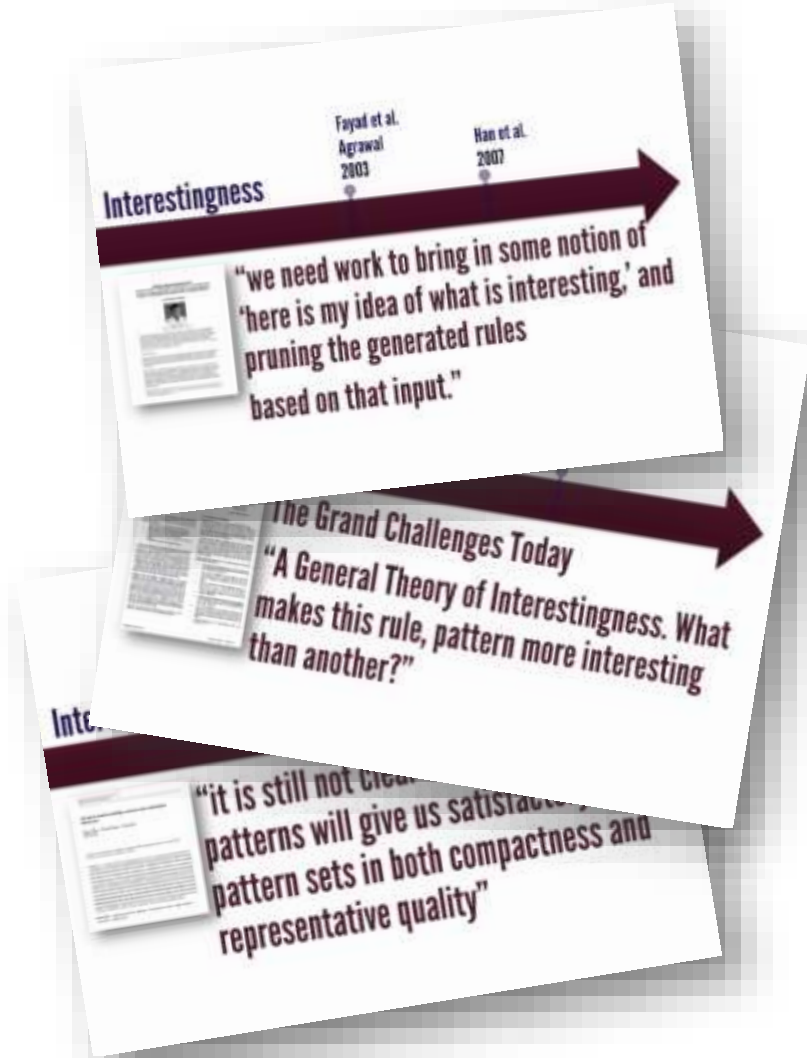 Fayad et al.
Agrawal
2003
Han et al.
2007
Interestingness
“we need work to bring in some notion of
‘here is my idea of what is interesting,’ and
pruning the generated rules
based on that input.”
The Grand Challenges Today
“A General Theory of Interestingness. What
makes this rule, pattern more interesting
than another?”
“it is still not
patterns will give us
pattern sets in both compactness and
representative quality”